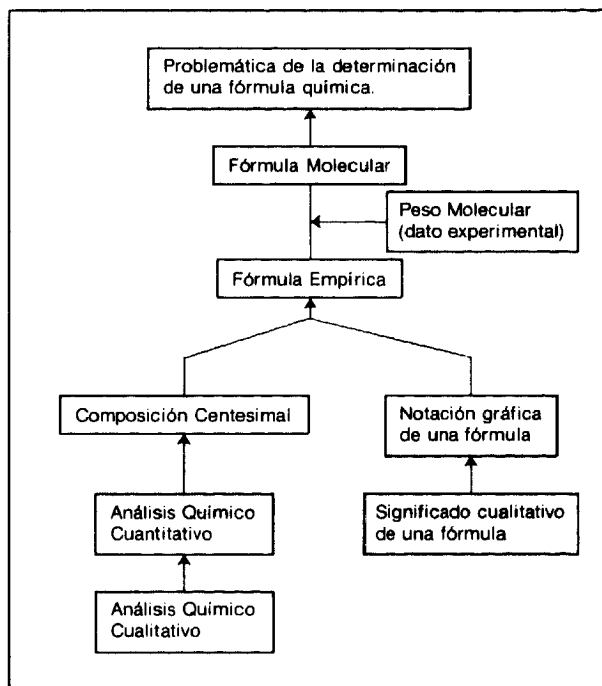 Problemática de la determinación
de una fórmula química.
Fórmula Molecular
Peso Molecular
(dato experimental)
Fórmula Empírica
Composición Centesimal
Notación gráfica
de una fórmula
Análisis Químico
Cuantitativo
Significado cualitativo
de una fórmula
Análisis Químico
Cualitativo